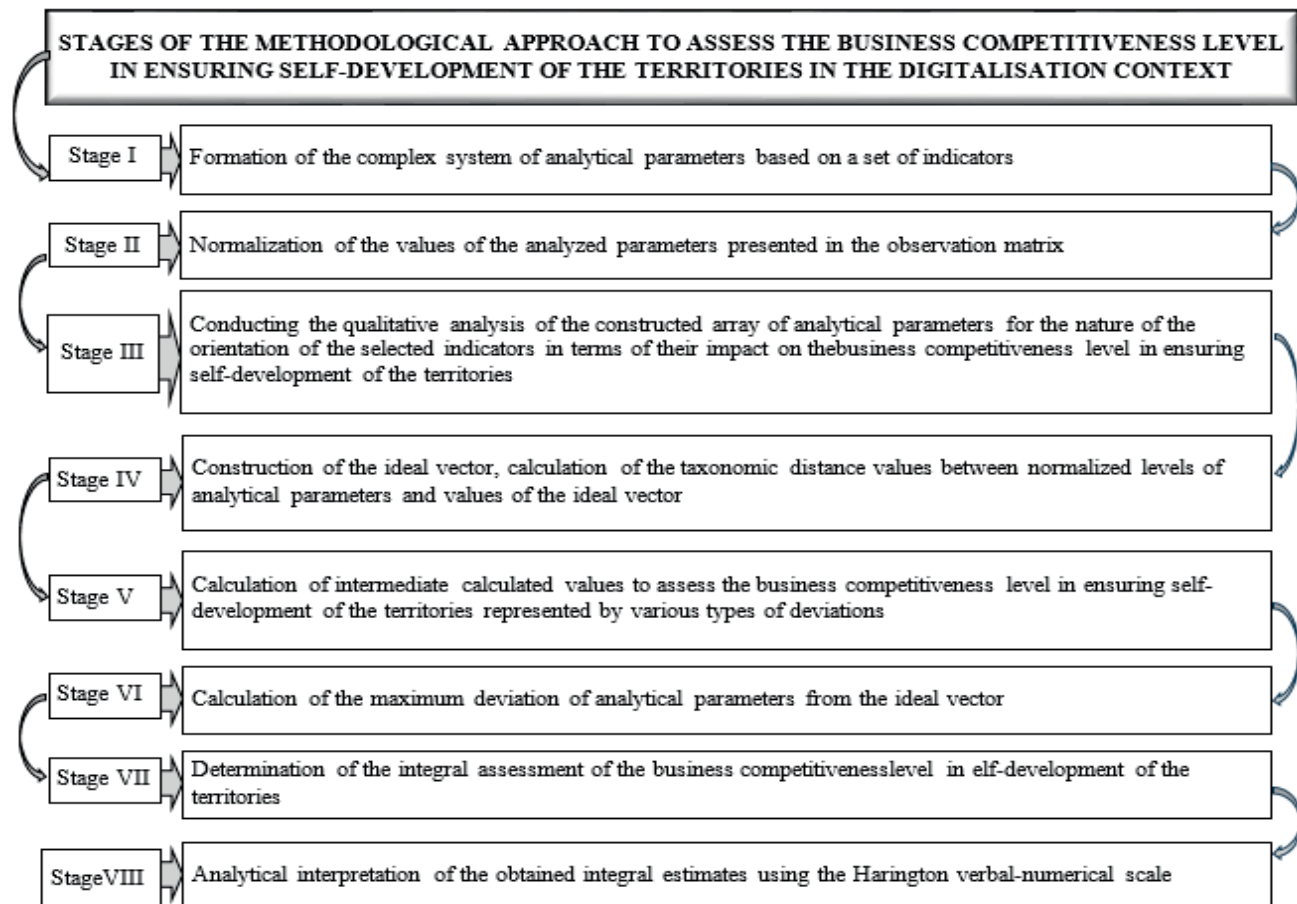 STAGES OF THE METHODOLOGICAL APPROACH TO ASSESS THE BUSINESS COMPETITIVENESS LEVEL
IN ENSURING SELF-DEVELOPMENT OF THE TERRITORIES IN THE DIGITALISATION CONTEXT
Stage I
Formation of the complex system of analytical parameters based on a set of indicators
Stage II
Normalization of the values of the analyzed parameters presented in the observation matrix
Stage III
Conducting the qualitative analysis of the constructed array of analytical parameters for the nature of the
orientation of the selected indicators in terms of their impact on thebusiness competitiveness level in ensuring
self-development of the territories
Stage IV
Construction of the ideal vector, calculation of the taxonomic distance values between normalized levels of
analytical parameters and values of the ideal vector
Stage V
Calculation of intermediate calculated values to assess the business competitiveness level in ensuring self-
development of the territories represented by various types of deviations
Stage VI
Calculation of the maximum deviation of analytical parameters from the ideal vector
Stage VII
Determination of the integral assessment of the business competitivenesslevel in elf-development of the
territories
StageVIII
Analytical interpretation of the obtained integral estimates using the Harington verbal-numerical scale